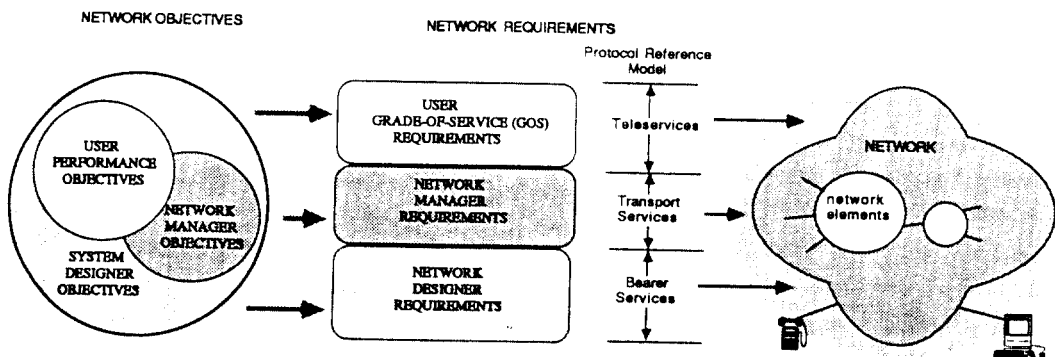 NETWORK OBJECTIVES
NETWORK REQUIREMENTS
Protocol Reference
Model
USER
PERFORMANCE
OBJECTIVES
NETWORK
MANAGER
OBJECTIVES
SYSTEM
DESIGNER
OBJECTIVES
USER
GRADE-OF-SERVICE (GOS)
REQUIREMENTS
NETWORK
MANAGER
REQUIREMENTS
NETWORK
DESIGNER
REQUIREMENTS
Teleservices
Transport
Services
Bearer
Services
NETWORK
network
elements